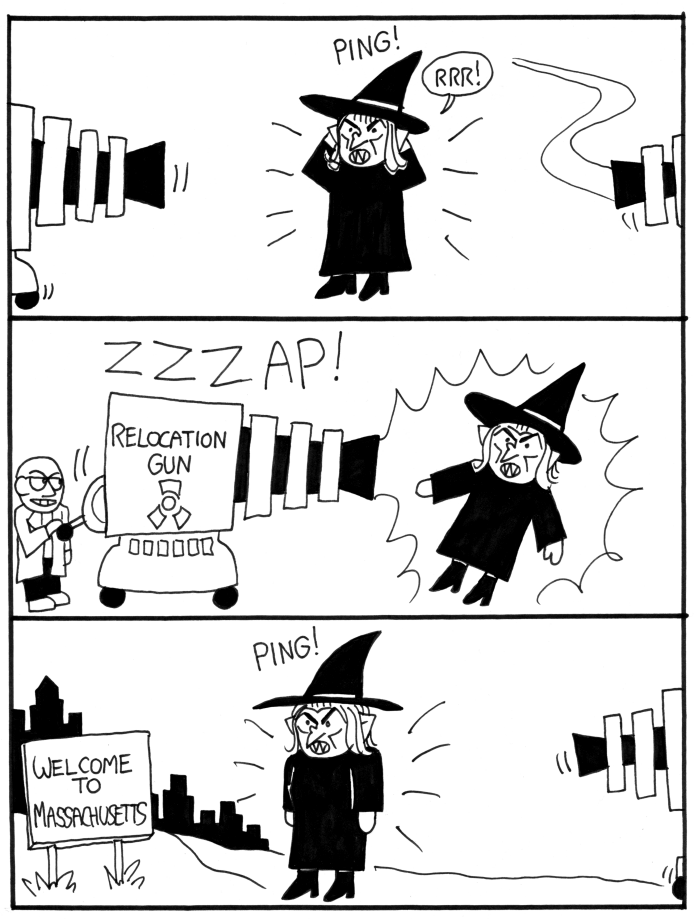 PING!
RRR!
ZZZAP!
RELOCATION
GUN
PING!
WELCOME
TO
MASSACHUSETTS